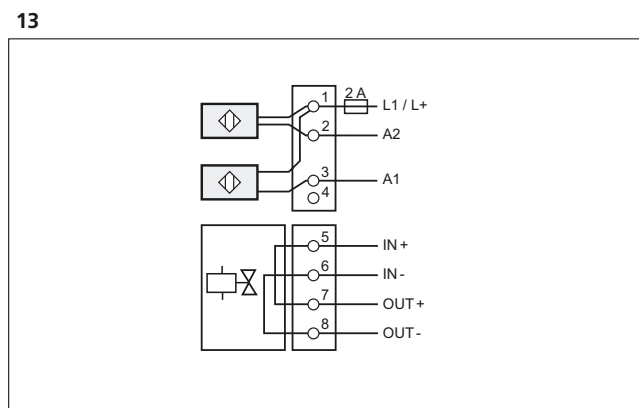 13
1 2 A L1 / L+
2 A2
3 A1
4
5 IN +
6 IN -
7 OUT +
8 OUT -